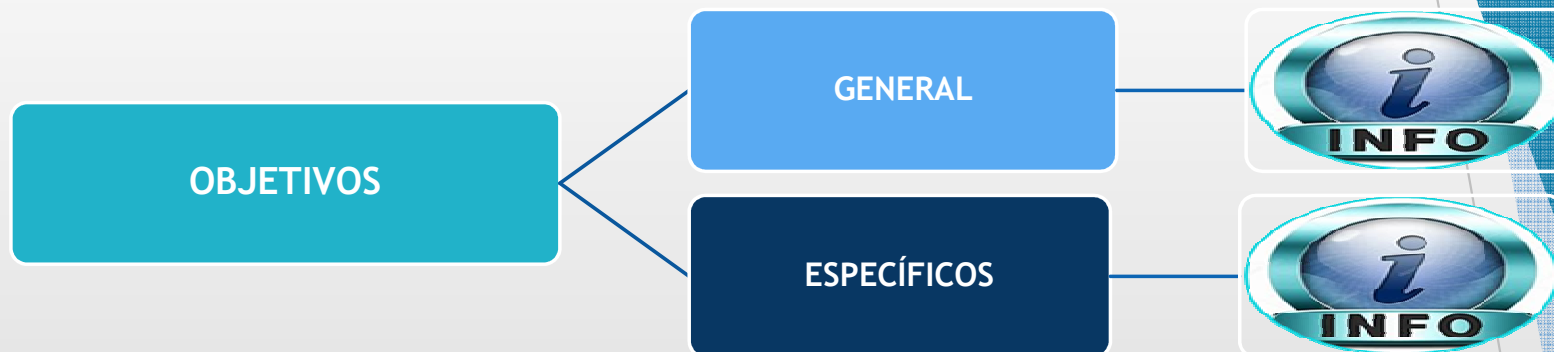 OBJETIVOS
GENERAL
i
INFO
ESPECÍFICOS
i
INFO